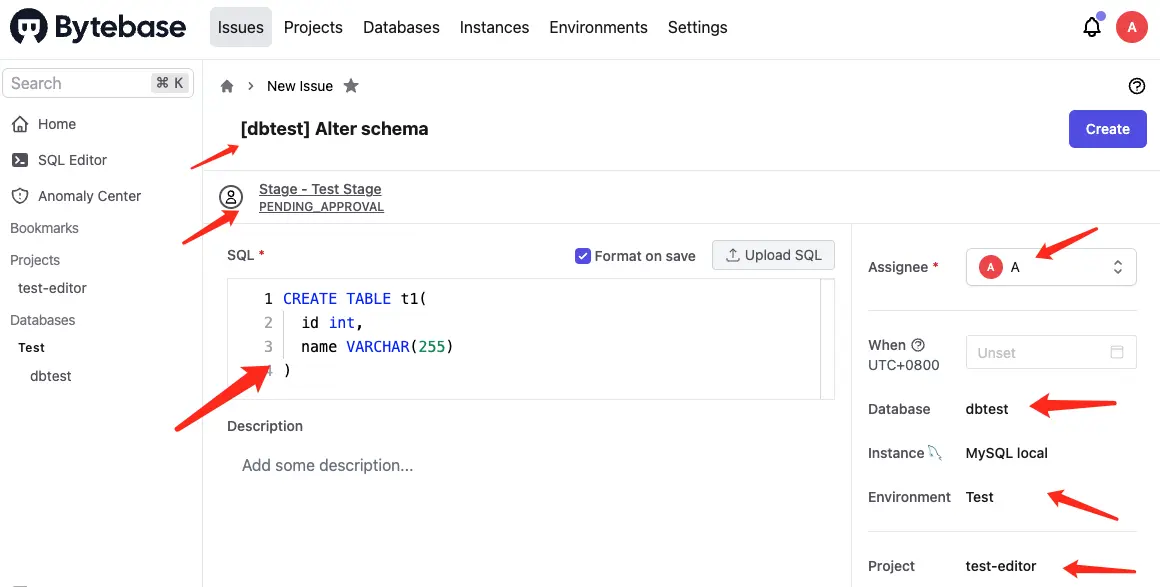 Bytebase Issues Projects Databases Instances Environments Settings A
Search ⌘ K
Home
SQL Editor
Anomaly Center
Bookmarks
Projects
test-editor
Databases
Test
dbtest
New Issue
[dbtest] Alter schema
Create
Stage - Test Stage
PENDING_APPROVAL
SQL * Format on save Upload SQL
1 CREATE TABLE t1(
2 id int,
3 name VARCHAR(255)
4 )
Description
Add some description...
Assignee * A A
When Unset
UTC+0800
Database dbtest
Instance MySQL local
Environment Test
Project test-editor